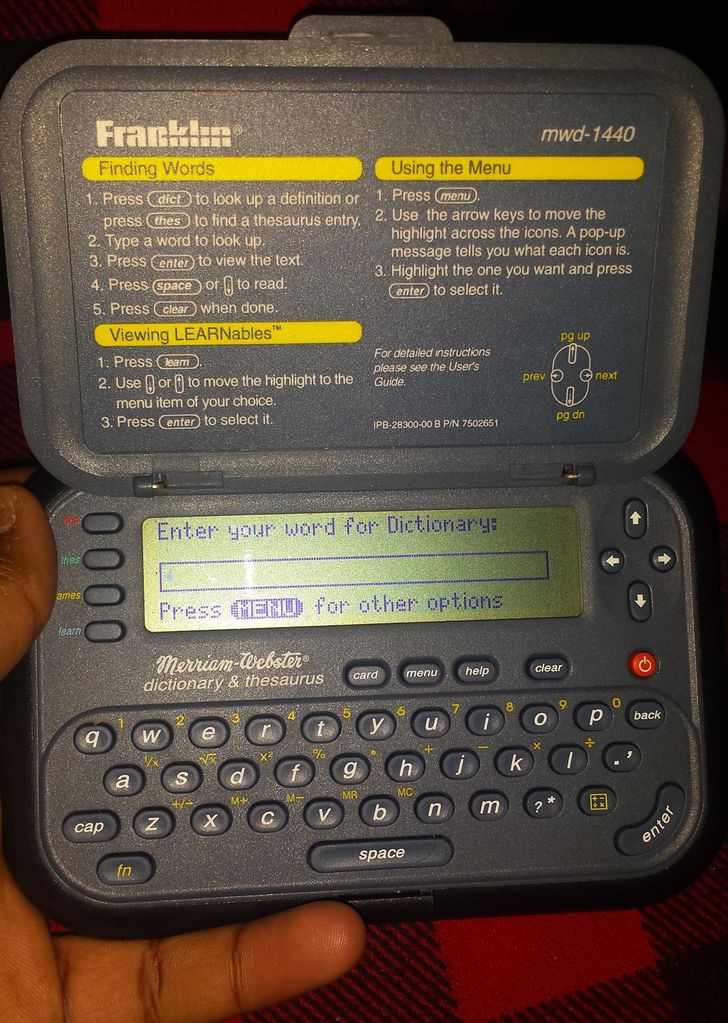 Franklin®
mwd-1440
Finding Words
1. Press dict to look up a definition or
press thes to find a thesaurus entry.
2. Type a word to look up.
3. Press enter to view the text.
4. Press space or ↓ to read.
5. Press clear when done.
Viewing LEARNables™
1. Press learn.
2. Use ↓ or ↑ to move the highlight to the
menu item of your choice.
3. Press enter to select it.
Using the Menu
1. Press menu.
2. Use the arrow keys to move the
highlight across the icons. A pop-up
message tells you what each icon is.
3. Highlight the one you want and press
enter to select it.
For detailed instructions
please see the User's
Guide.
IPB-28300-00 B P/N 7502651
pg up
prev next
pg dn
thes
ames
learn
Enter your word for Dictionary:
Press MENU for other options
Merriam-Webster®
dictionary & thesaurus
card menu help clear
1 2 3 4 5 6 7 8 9 0
q w e r t y u i o p back
¹/x √x x² % • + − × ÷
a s d f g h j k l .'
+/− M+ M− MR MC
cap z x c v b n m ?* enter
fn space